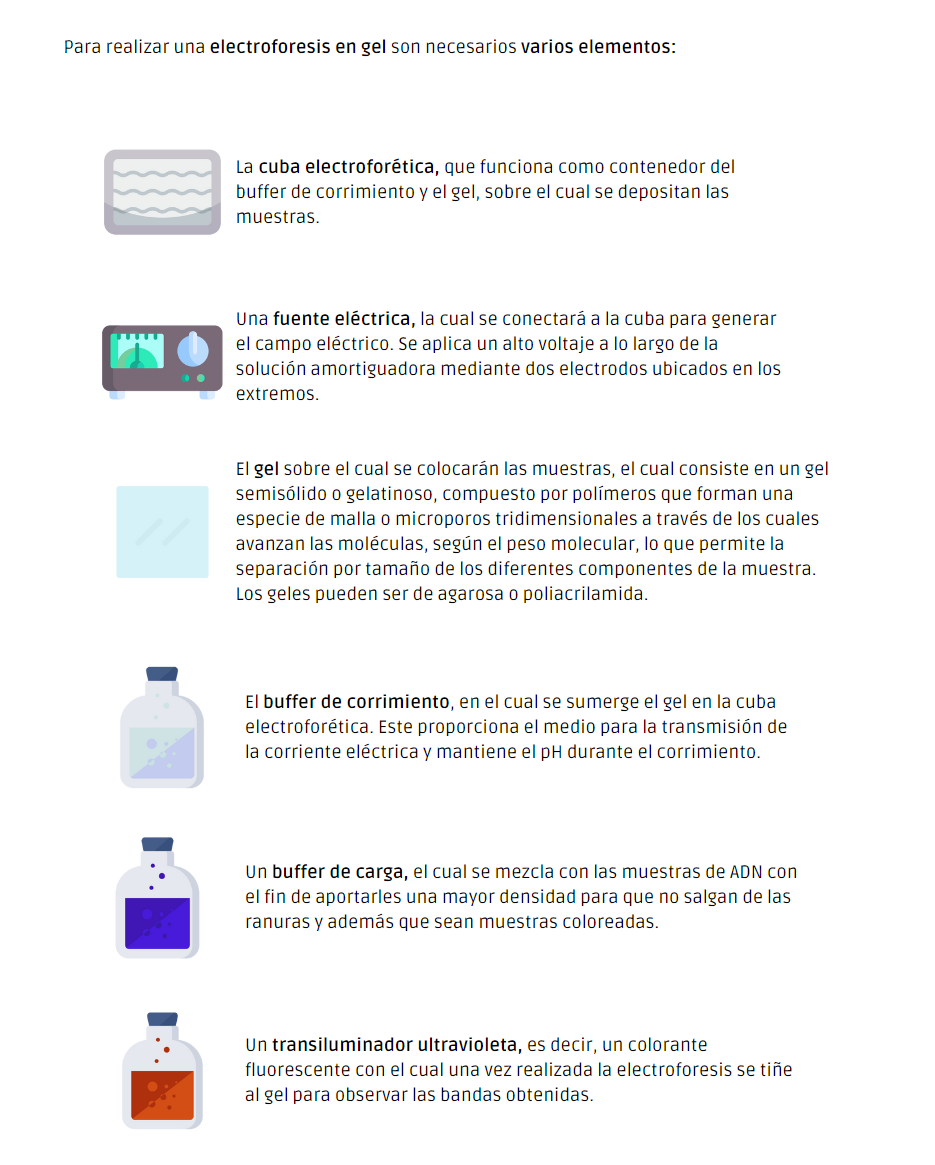 Para realizar una electroforesis en gel son necesarios varios elementos:
La cuba electroforética, que funciona como contenedor del
buffer de corrimiento y el gel, sobre el cual se depositan las
muestras.
Una fuente eléctrica, la cual se conectará a la cuba para generar
el campo eléctrico. Se aplica un alto voltaje a lo largo de la
solución amortiguadora mediante dos electrodos ubicados en los
extremos.
El gel sobre el cual se colocarán las muestras, el cual consiste en un gel
semisólido o gelatinoso, compuesto por polímeros que forman una
especie de malla o microporos tridimensionales a través de los cuales
avanzan las moléculas, según el peso molecular, lo que permite la
separación por tamaño de los diferentes componentes de la muestra.
Los geles pueden ser de agarosa o poliacrilamida.
El buffer de corrimiento, en el cual se sumerge el gel en la cuba
electroforética. Este proporciona el medio para la transmisión de
la corriente eléctrica y mantiene el pH durante el corrimiento.
Un buffer de carga, el cual se mezcla con las muestras de ADN con
el fin de aportarles una mayor densidad para que no salgan de las
ranuras y además que sean muestras coloreadas.
Un transiluminador ultravioleta, es decir, un colorante
fluorescente con el cual una vez realizada la electroforesis se tiñe
al gel para observar las bandas obtenidas.